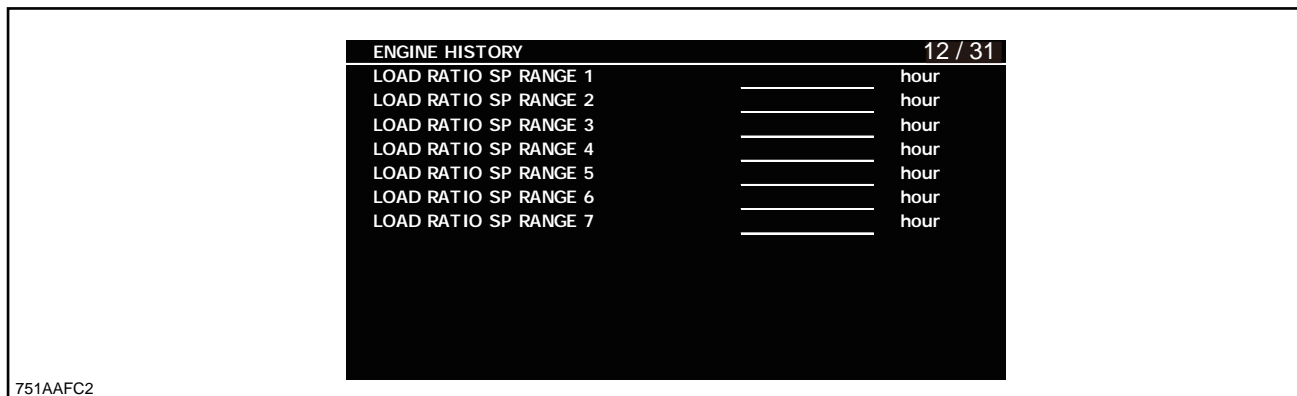 ENGINE HISTORY 12 / 31
LOAD RATIO SP RANGE 1 hour
LOAD RATIO SP RANGE 2 hour
LOAD RATIO SP RANGE 3 hour
LOAD RATIO SP RANGE 4 hour
LOAD RATIO SP RANGE 5 hour
LOAD RATIO SP RANGE 6 hour
LOAD RATIO SP RANGE 7 hour
751AAFC2